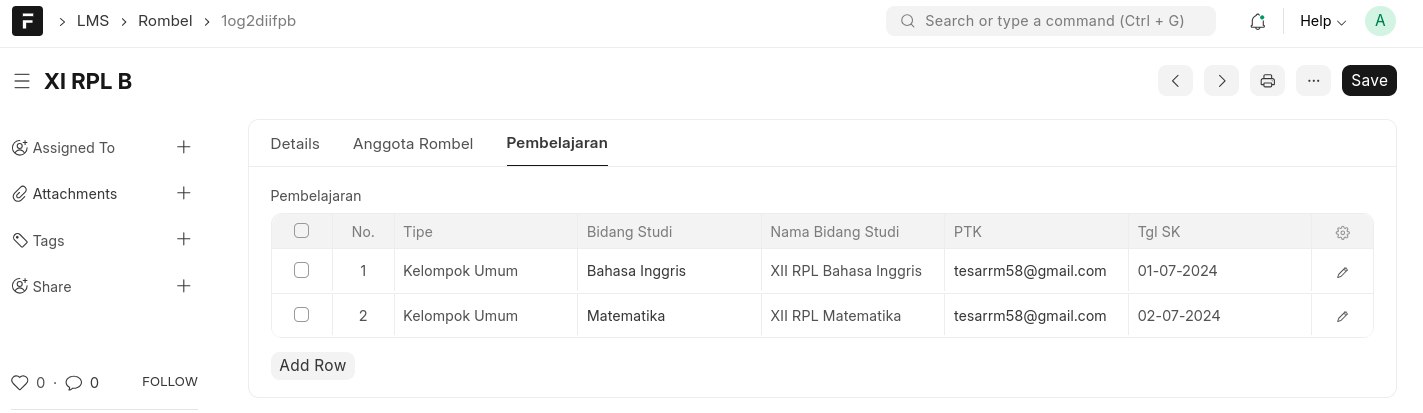 LMS Rombel 1og2diifpb Search or type a command (Ctrl + G) Help A
XI RPL B Save
Assigned To
Attachments
Tags
Share
0 · 0 FOLLOW
Details Anggota Rombel Pembelajaran
Pembelajaran
No. Tipe Bidang Studi Nama Bidang Studi PTK Tgl SK
1 Kelompok Umum Bahasa Inggris XII RPL Bahasa Inggris tesarrm58@gmail.com 01-07-2024
2 Kelompok Umum Matematika XII RPL Matematika tesarrm58@gmail.com 02-07-2024
Add Row